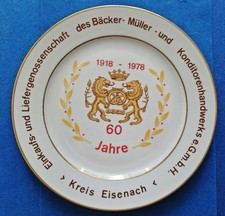 Einkaufs- und Liefergenossenschaft des Bäcker- Müller- und Konditorenhandwerks e.G.m.b.H.
1918 - 1978
60
Jahre
> Kreis Eisenach <